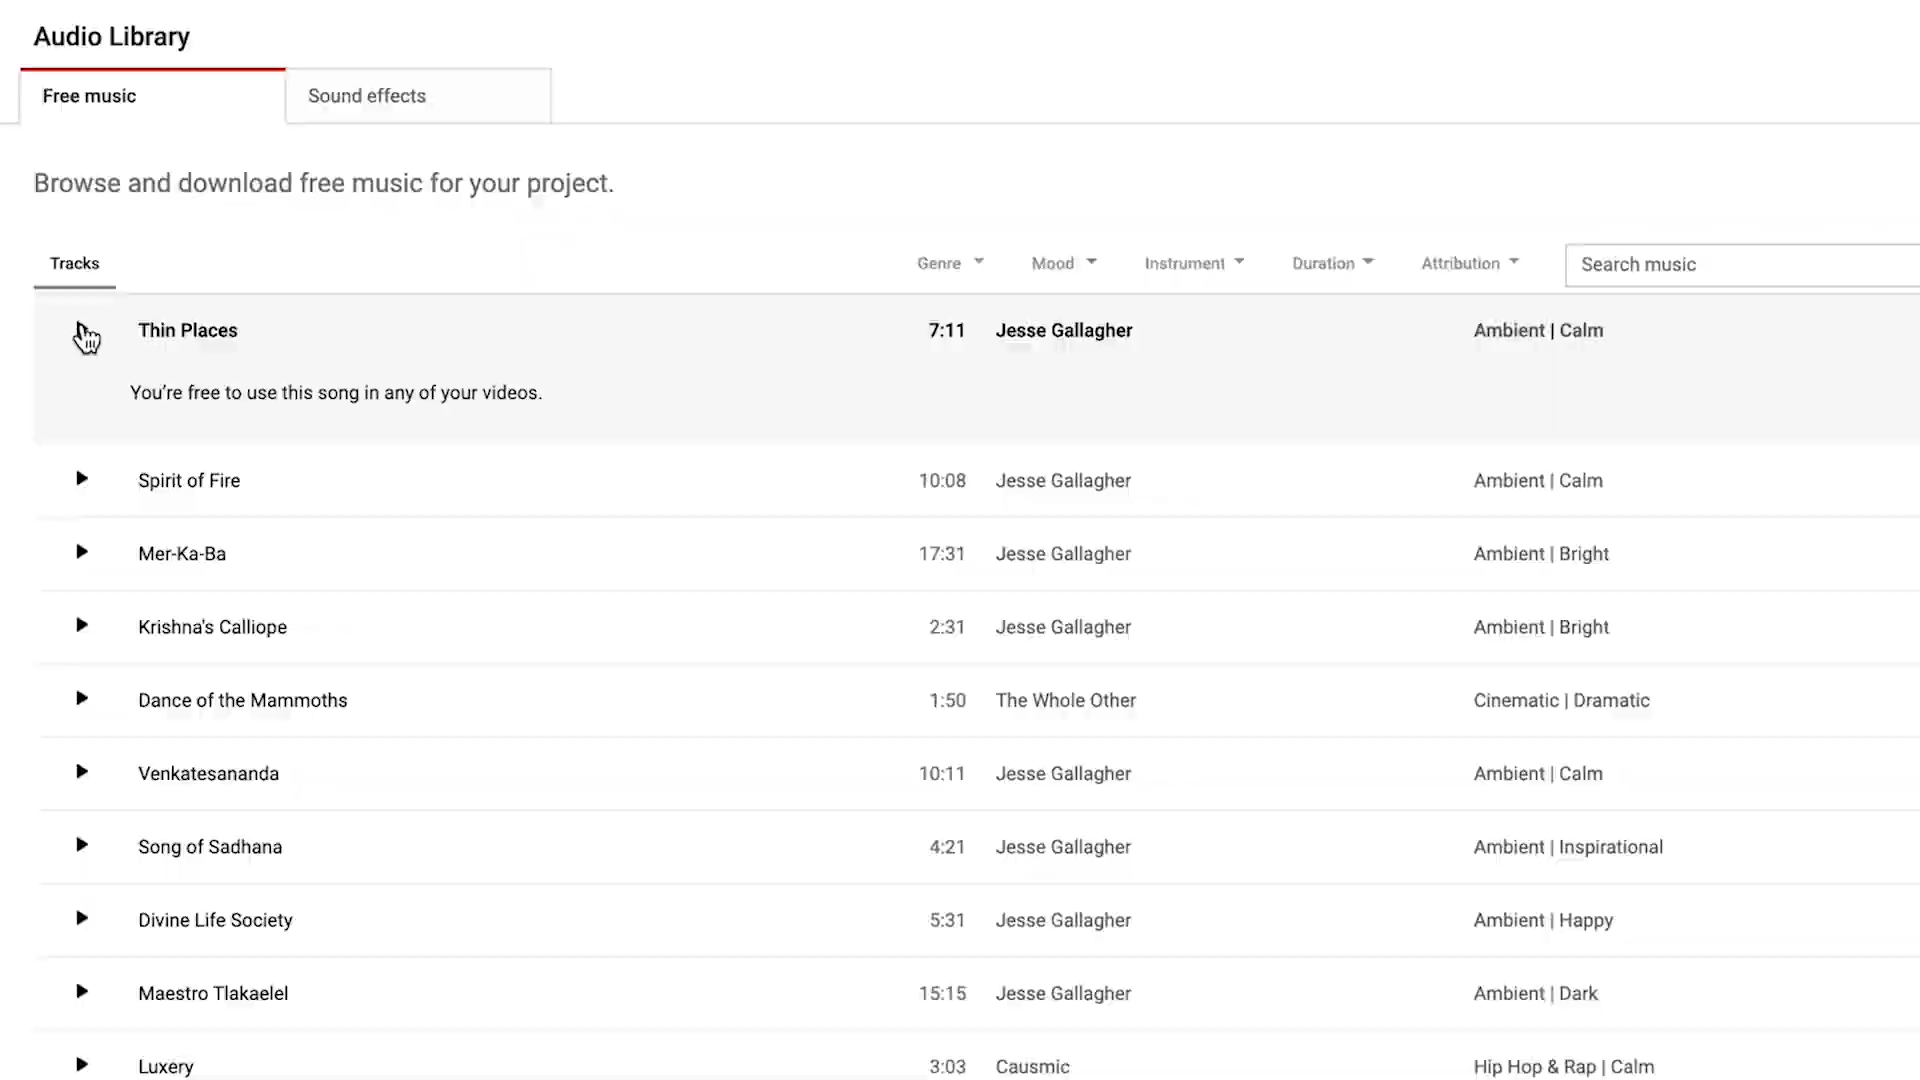 Audio Library
Free music Sound effects
Browse and download free music for your project.
Tracks Genre Mood Instrument Duration Attribution Search music
Thin Places 7:11 Jesse Gallagher Ambient | Calm
You’re free to use this song in any of your videos.
Spirit of Fire 10:08 Jesse Gallagher Ambient | Calm
Mer-Ka-Ba 17:31 Jesse Gallagher Ambient | Bright
Krishna's Calliope 2:31 Jesse Gallagher Ambient | Bright
Dance of the Mammoths 1:50 The Whole Other Cinematic | Dramatic
Venkatesananda 10:11 Jesse Gallagher Ambient | Calm
Song of Sadhana 4:21 Jesse Gallagher Ambient | Inspirational
Divine Life Society 5:31 Jesse Gallagher Ambient | Happy
Maestro Tlakaelel 15:15 Jesse Gallagher Ambient | Dark
Luxery 3:03 Causmic Hip Hop & Rap | Calm